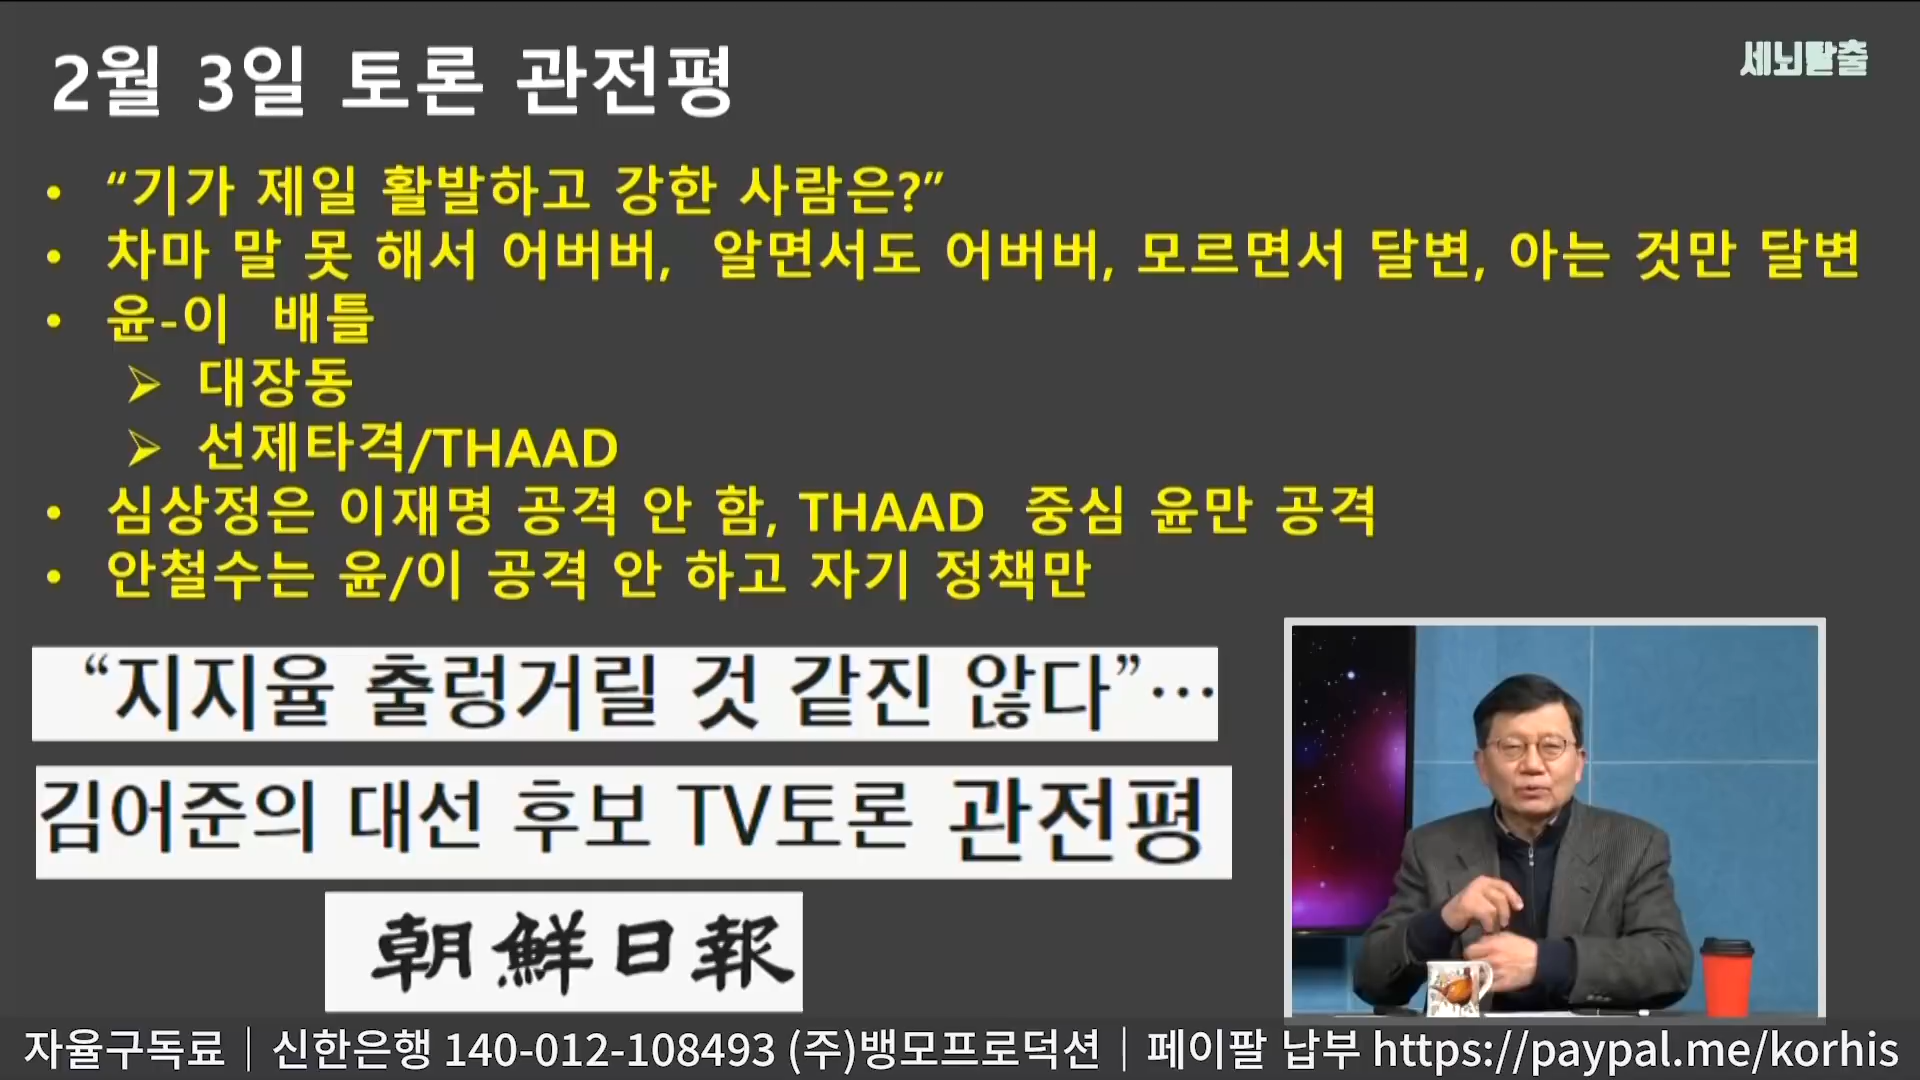 2월 3일 토론 관전평
세뇌탈출
• “기가 제일 활발하고 강한 사람은?”
• 차마 말 못 해서 어버버, 알면서도 어버버, 모르면서 달변, 아는 것만 달변
• 윤-이 배틀
➢ 대장동
➢ 선제타격/THAAD
• 심상정은 이재명 공격 안 함, THAAD 중심 윤만 공격
• 안철수는 윤/이 공격 안 하고 자기 정책만
“지지율 출렁거릴 것 같진 않다”…
김어준의 대선 후보 TV토론 관전평
朝鮮日報
자율구독료｜신한은행 140-012-108493 (주)뱅모프로덕션｜페이팔 납부 https://paypal.me/korhis